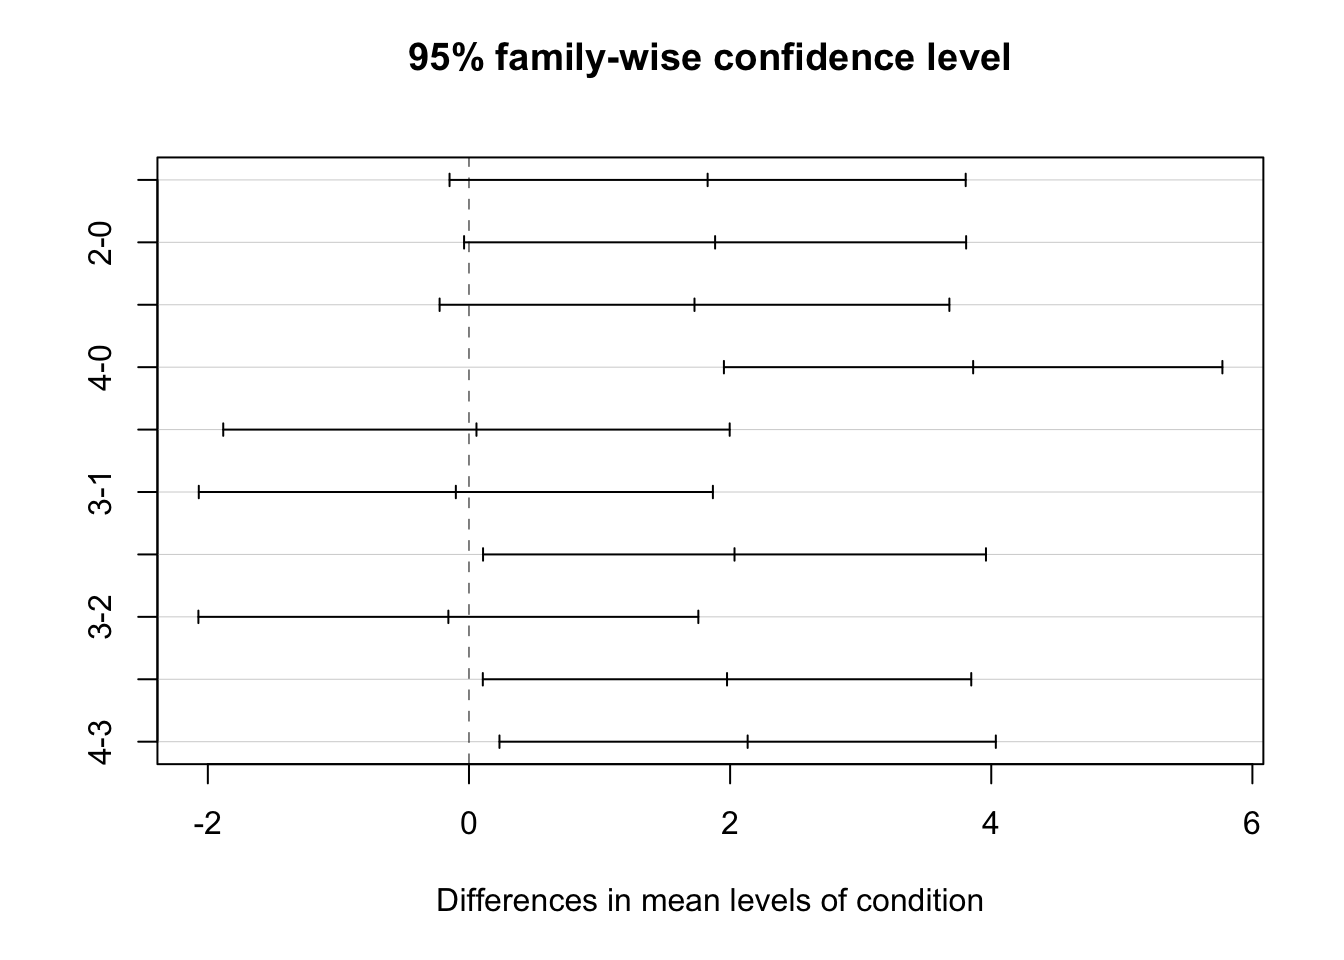 95% family-wise confidence level
2-0
4-0
3-1
3-2
4-3
-2 0 2 4 6
Differences in mean levels of condition